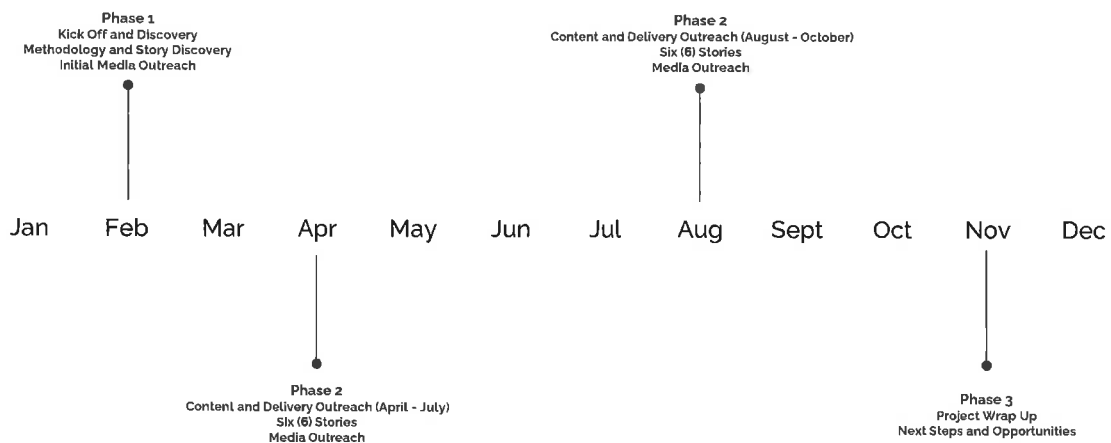 Phase 1
Kick Off and Discovery
Methodology and Story Discovery
Initial Media Outreach
Phase 2
Content and Delivery Outreach (August - October)
Six (6) Stories
Media Outreach
Jan Feb Mar Apr May Jun Jul Aug Sept Oct Nov Dec
Phase 2
Content and Delivery Outreach (April - July)
Six (6) Stories
Media Outreach
Phase 3
Project Wrap Up
Next Steps and Opportunities